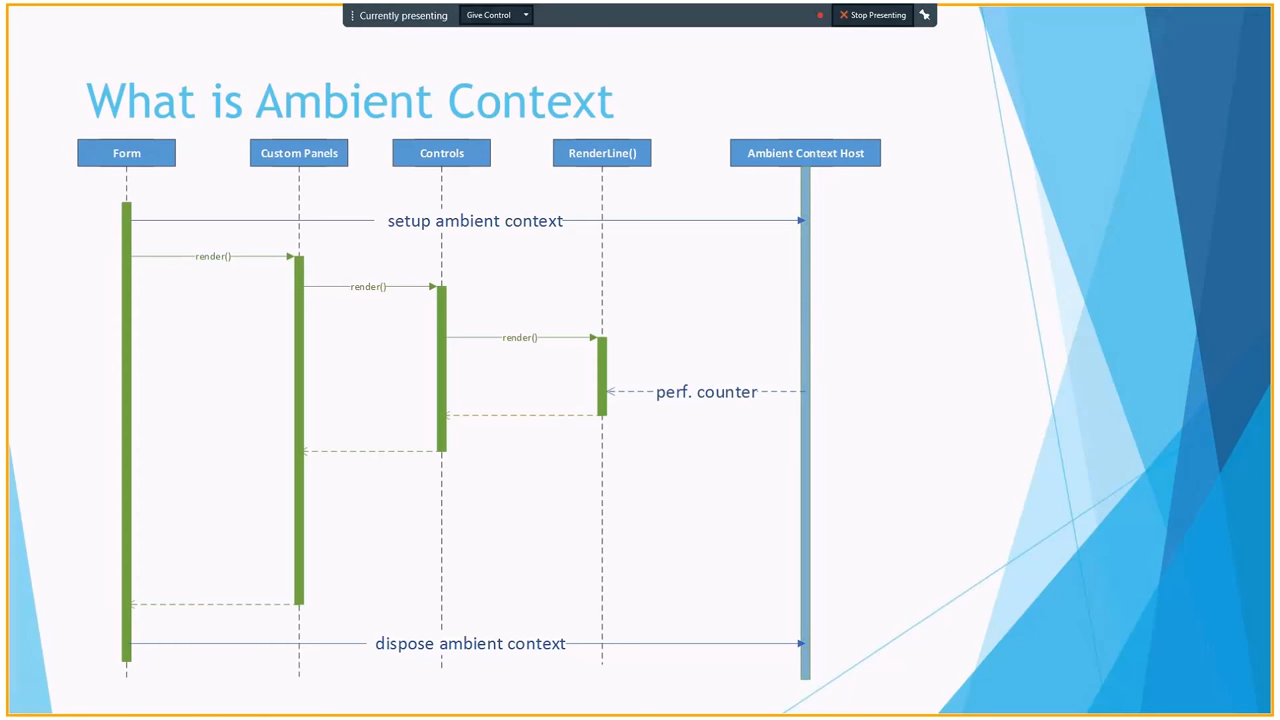 Currently presenting
Give Control
Stop Presenting
What is Ambient Context
Form
Custom Panels
Controls
RenderLine()
Ambient Context Host
setup ambient context
render()
render()
render()
perf. counter
dispose ambient context